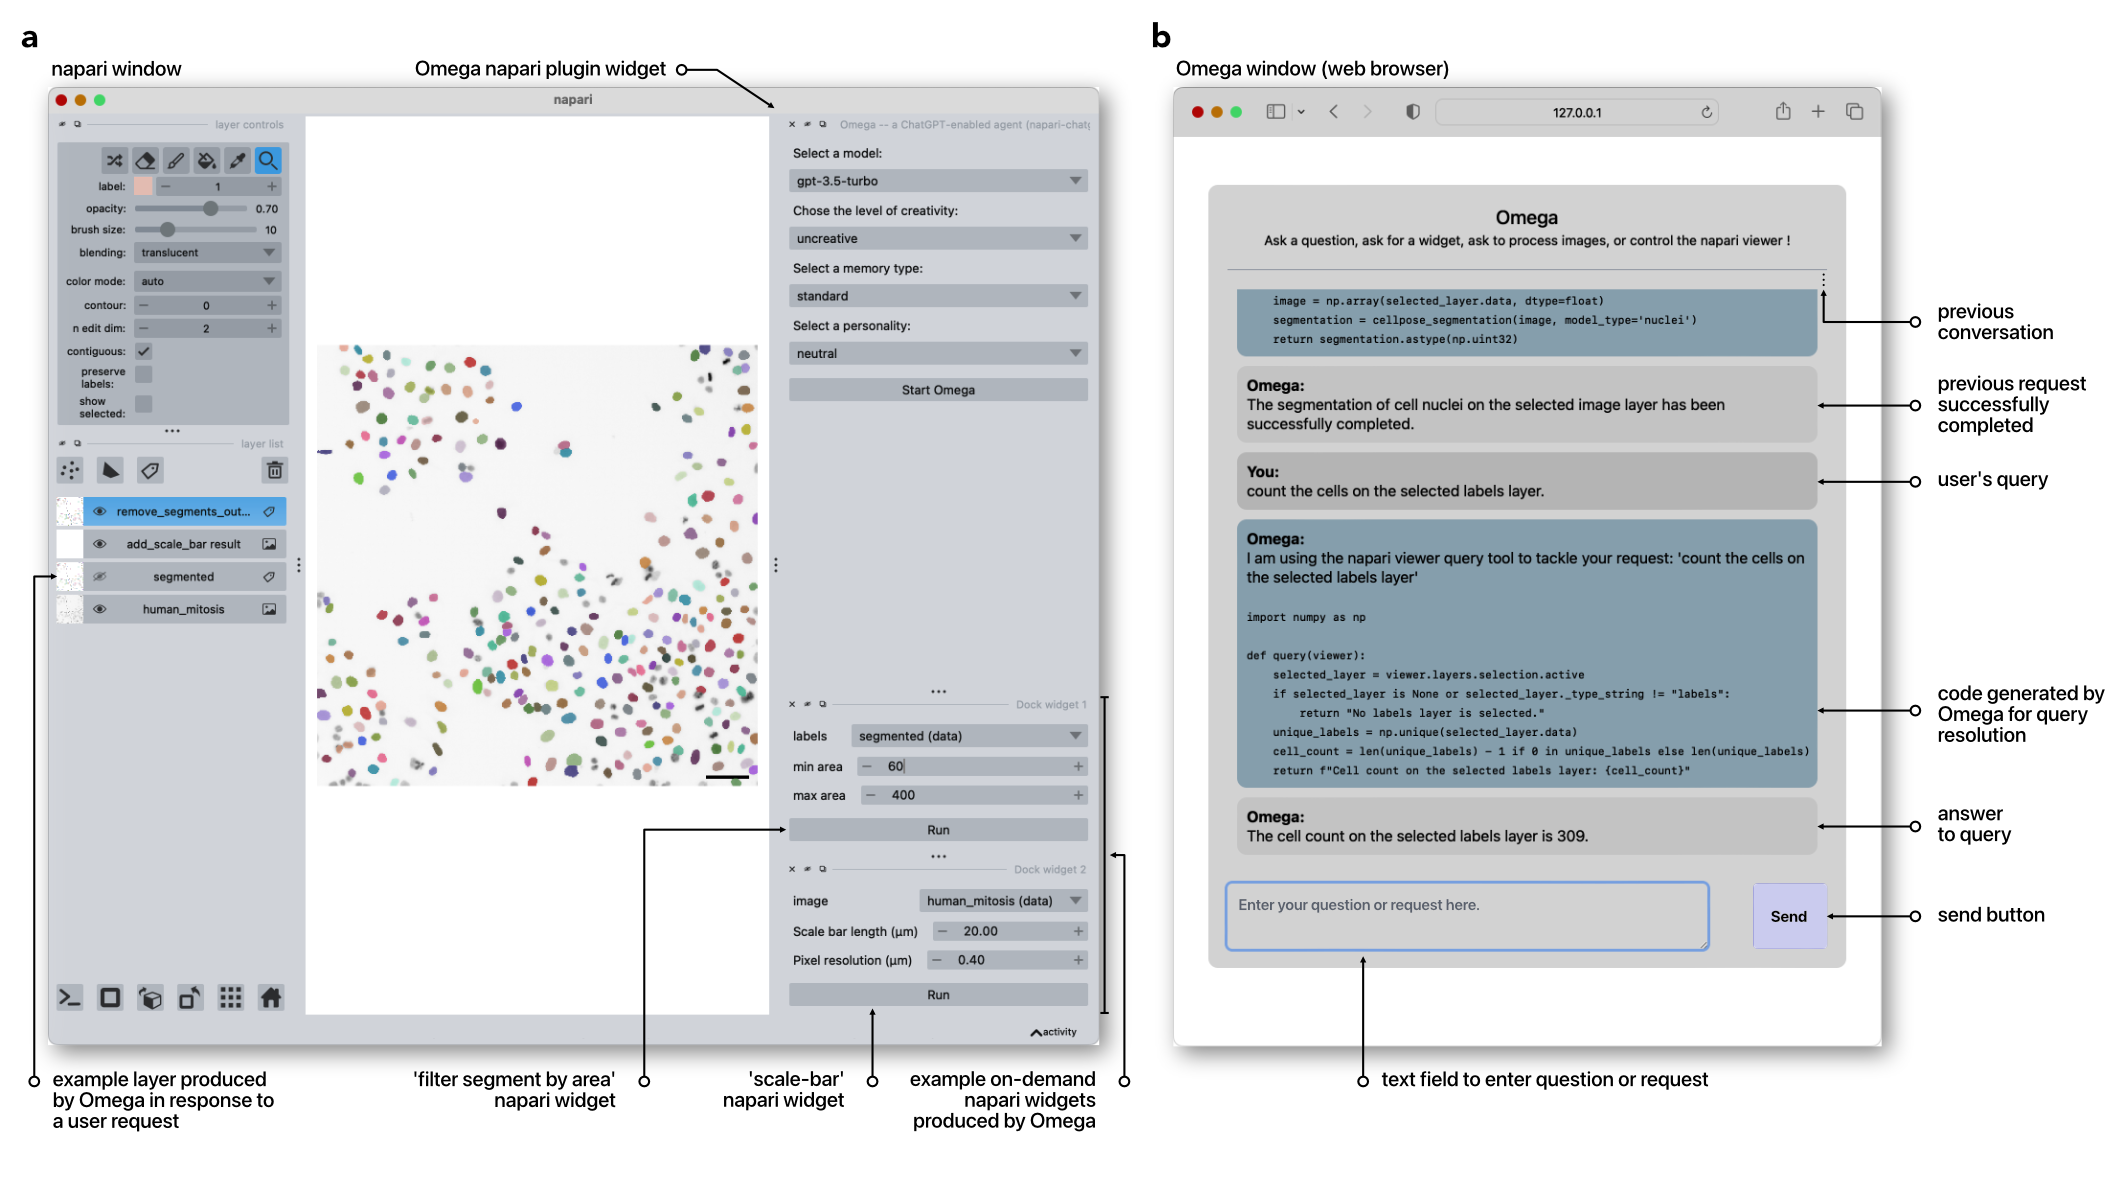 a
napari window
Omega napari plugin widget
napari
layer controls
label:
1
opacity:
0.70
brush size:
10
blending:
translucent
color mode:
auto
contour:
0
n edit dim:
2
contiguous:
preserve
labels:
show
selected:
layer list
remove_segments_out...
add_scale_bar result
segmented
human_mitosis
Omega -- a ChatGPT-enabled agent (napari-chatg
Select a model:
gpt-3.5-turbo
Chose the level of creativity:
uncreative
Select a memory type:
standard
Select a personality:
neutral
Start Omega
Dock widget 1
labels
segmented (data)
min area
60
max area
400
Run
Dock widget 2
image
human_mitosis (data)
Scale bar length (μm)
20.00
Pixel resolution (μm)
0.40
Run
activity
example layer produced
by Omega in response to
a user request
'filter segment by area'
napari widget
'scale-bar'
napari widget
example on-demand
napari widgets
produced by Omega
b
Omega window (web browser)
127.0.0.1
Omega
Ask a question, ask for a widget, ask to process images, or control the napari viewer !
image = np.array(selected_layer.data, dtype=float)
segmentation = cellpose_segmentation(image, model_type='nuclei')
return segmentation.astype(np.uint32)
Omega:
The segmentation of cell nuclei on the selected image layer has been
successfully completed.
You:
count the cells on the selected labels layer.
Omega:
I am using the napari viewer query tool to tackle your request: 'count the cells on
the selected labels layer'
import numpy as np
def query(viewer):
selected_layer = viewer.layers.selection.active
if selected_layer is None or selected_layer._type_string != "labels":
return "No labels layer is selected."
unique_labels = np.unique(selected_layer.data)
cell_count = len(unique_labels) - 1 if 0 in unique_labels else len(unique_labels)
return f"Cell count on the selected labels layer: {cell_count}"
Omega:
The cell count on the selected labels layer is 309.
Enter your question or request here.
Send
previous
conversation
previous request
successfully
completed
user's query
code generated by
Omega for query
resolution
answer
to query
send button
text field to enter question or request